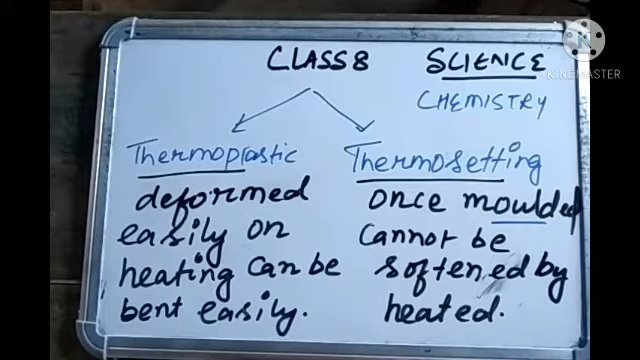 CLASS 8 SCIENCE
CHEMISTRY
KINEMASTER
Thermoplastic
deformed
easily on
heating can be
bent easily.
Thermosetting
once moulded
cannot be
softened by
heated.